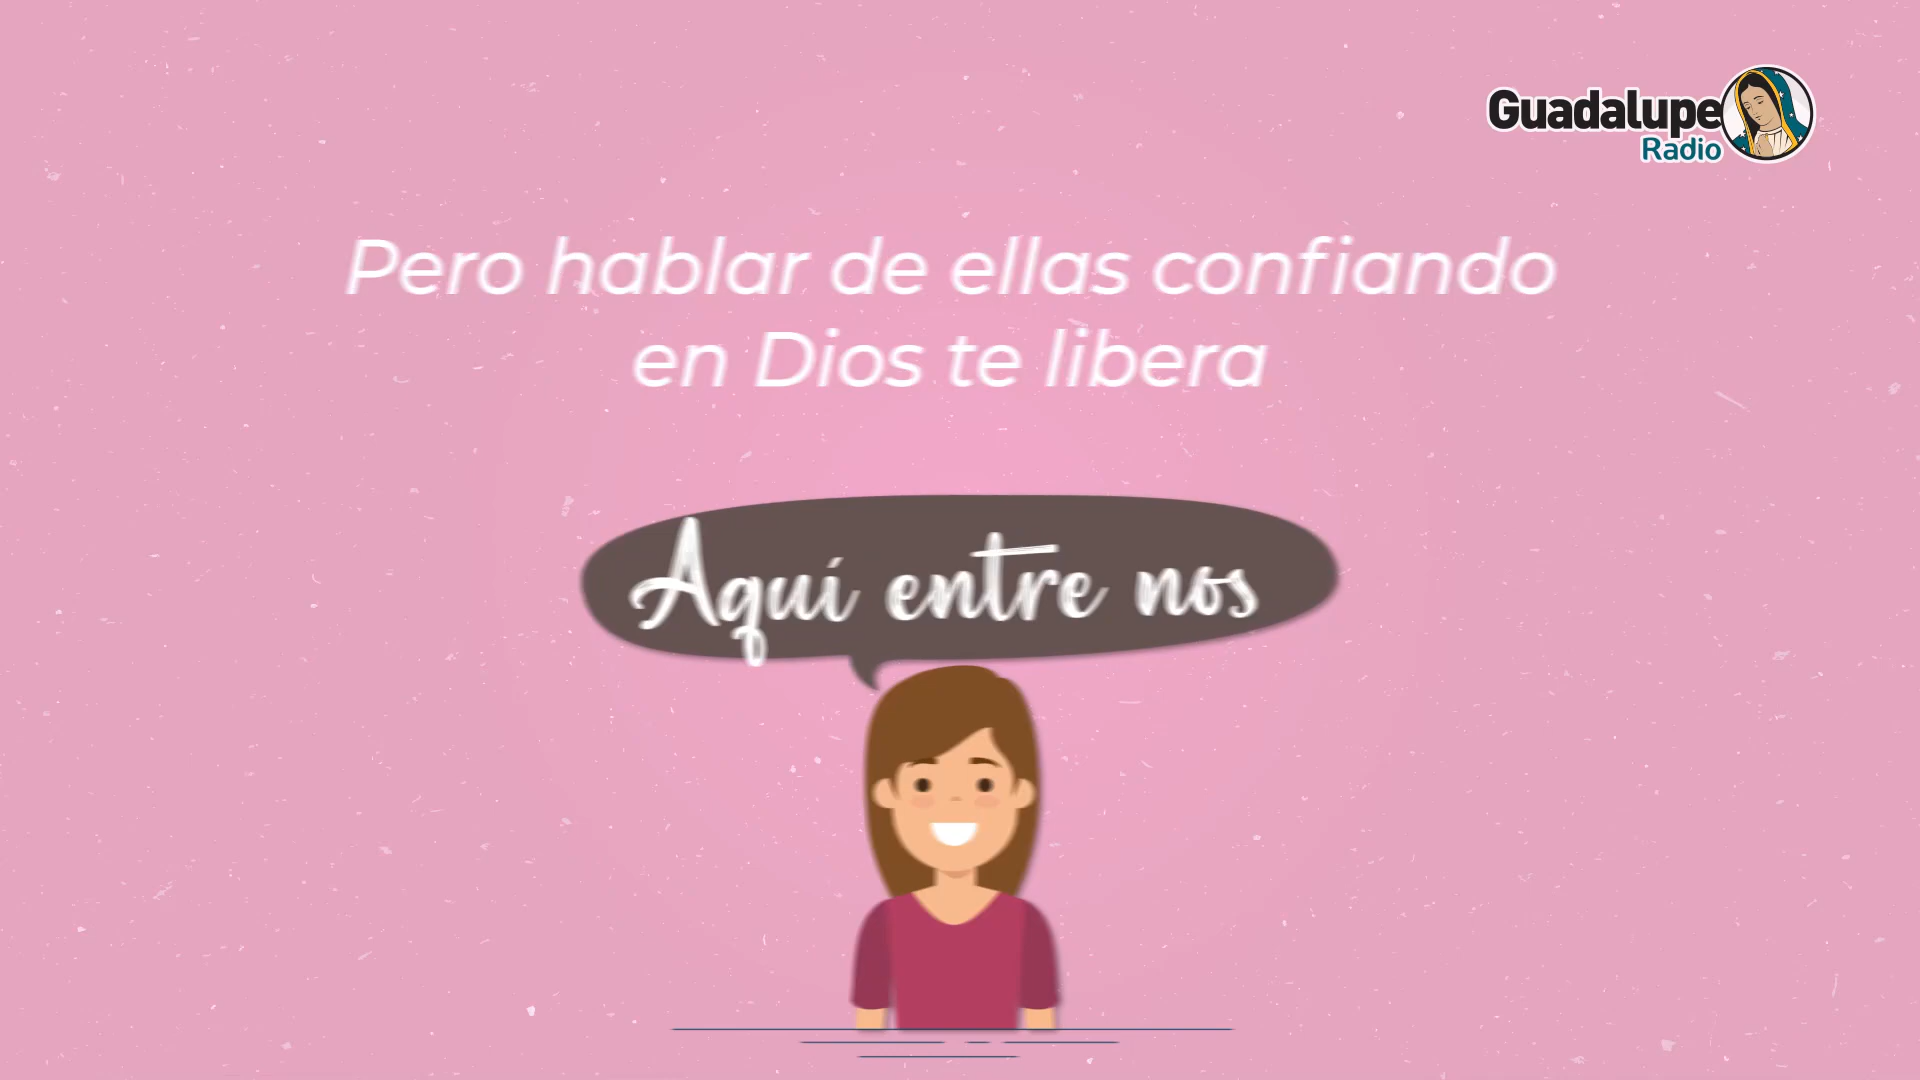 Guadalupe
Radio
Pero hablar de ellas confiando
en Dios te libera
Aquí entre nos